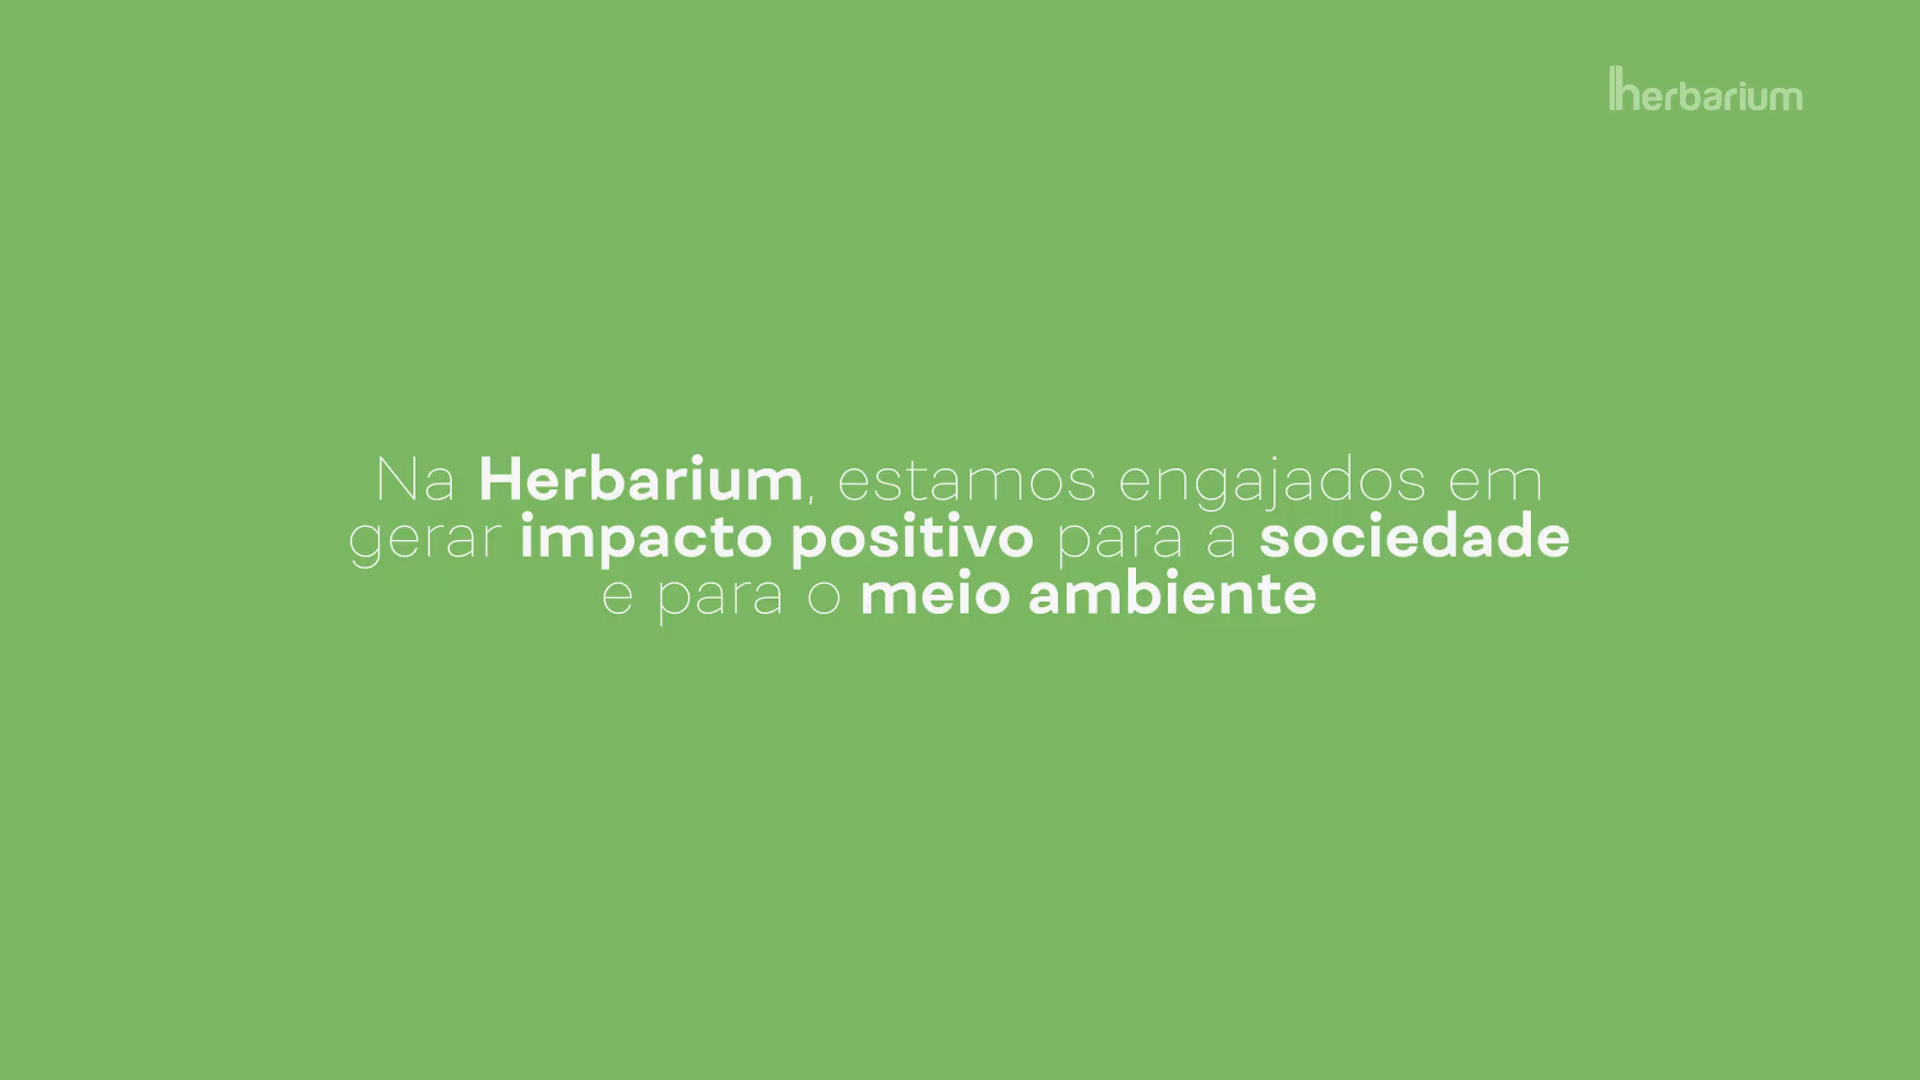 herbarium
Na Herbarium, estamos engajados em
gerar impacto positivo para a sociedade
e para o meio ambiente